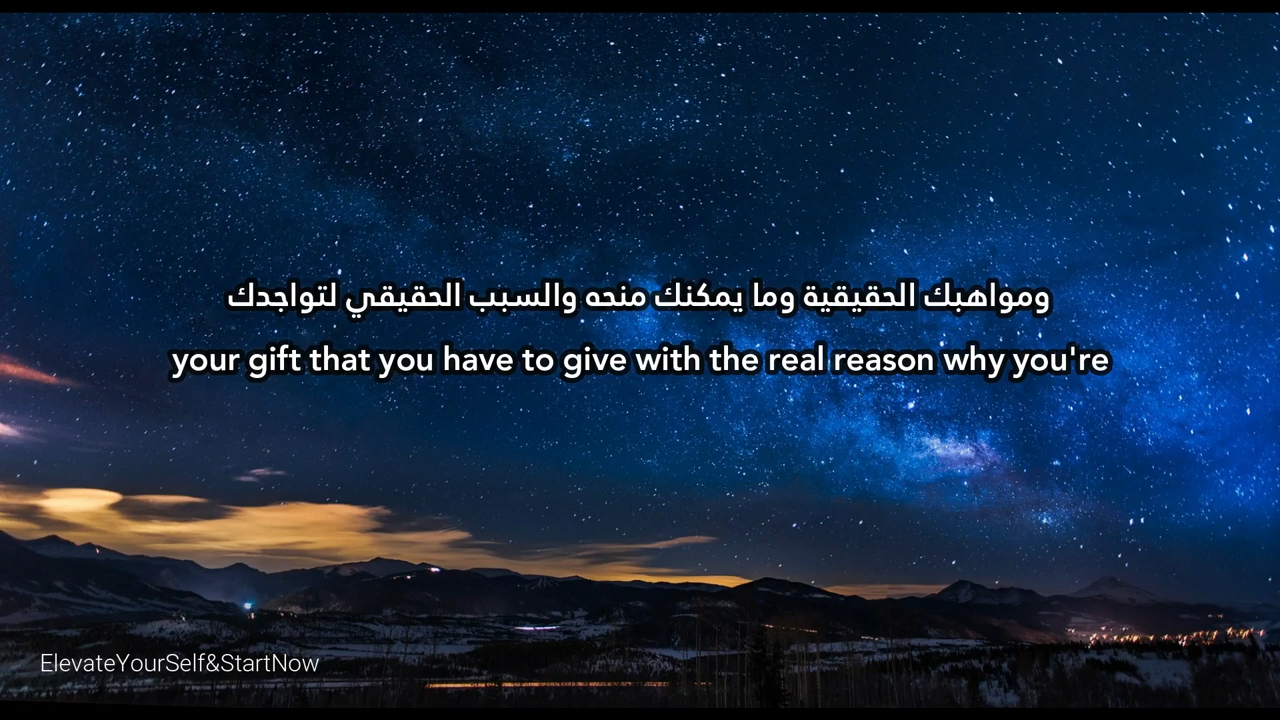 ومواهبك الحقيقية وما يمكنك منحه والسبب الحقيقي لتواجدك
your gift that you have to give with the real reason why you're
ElevateYourSelf&StartNow